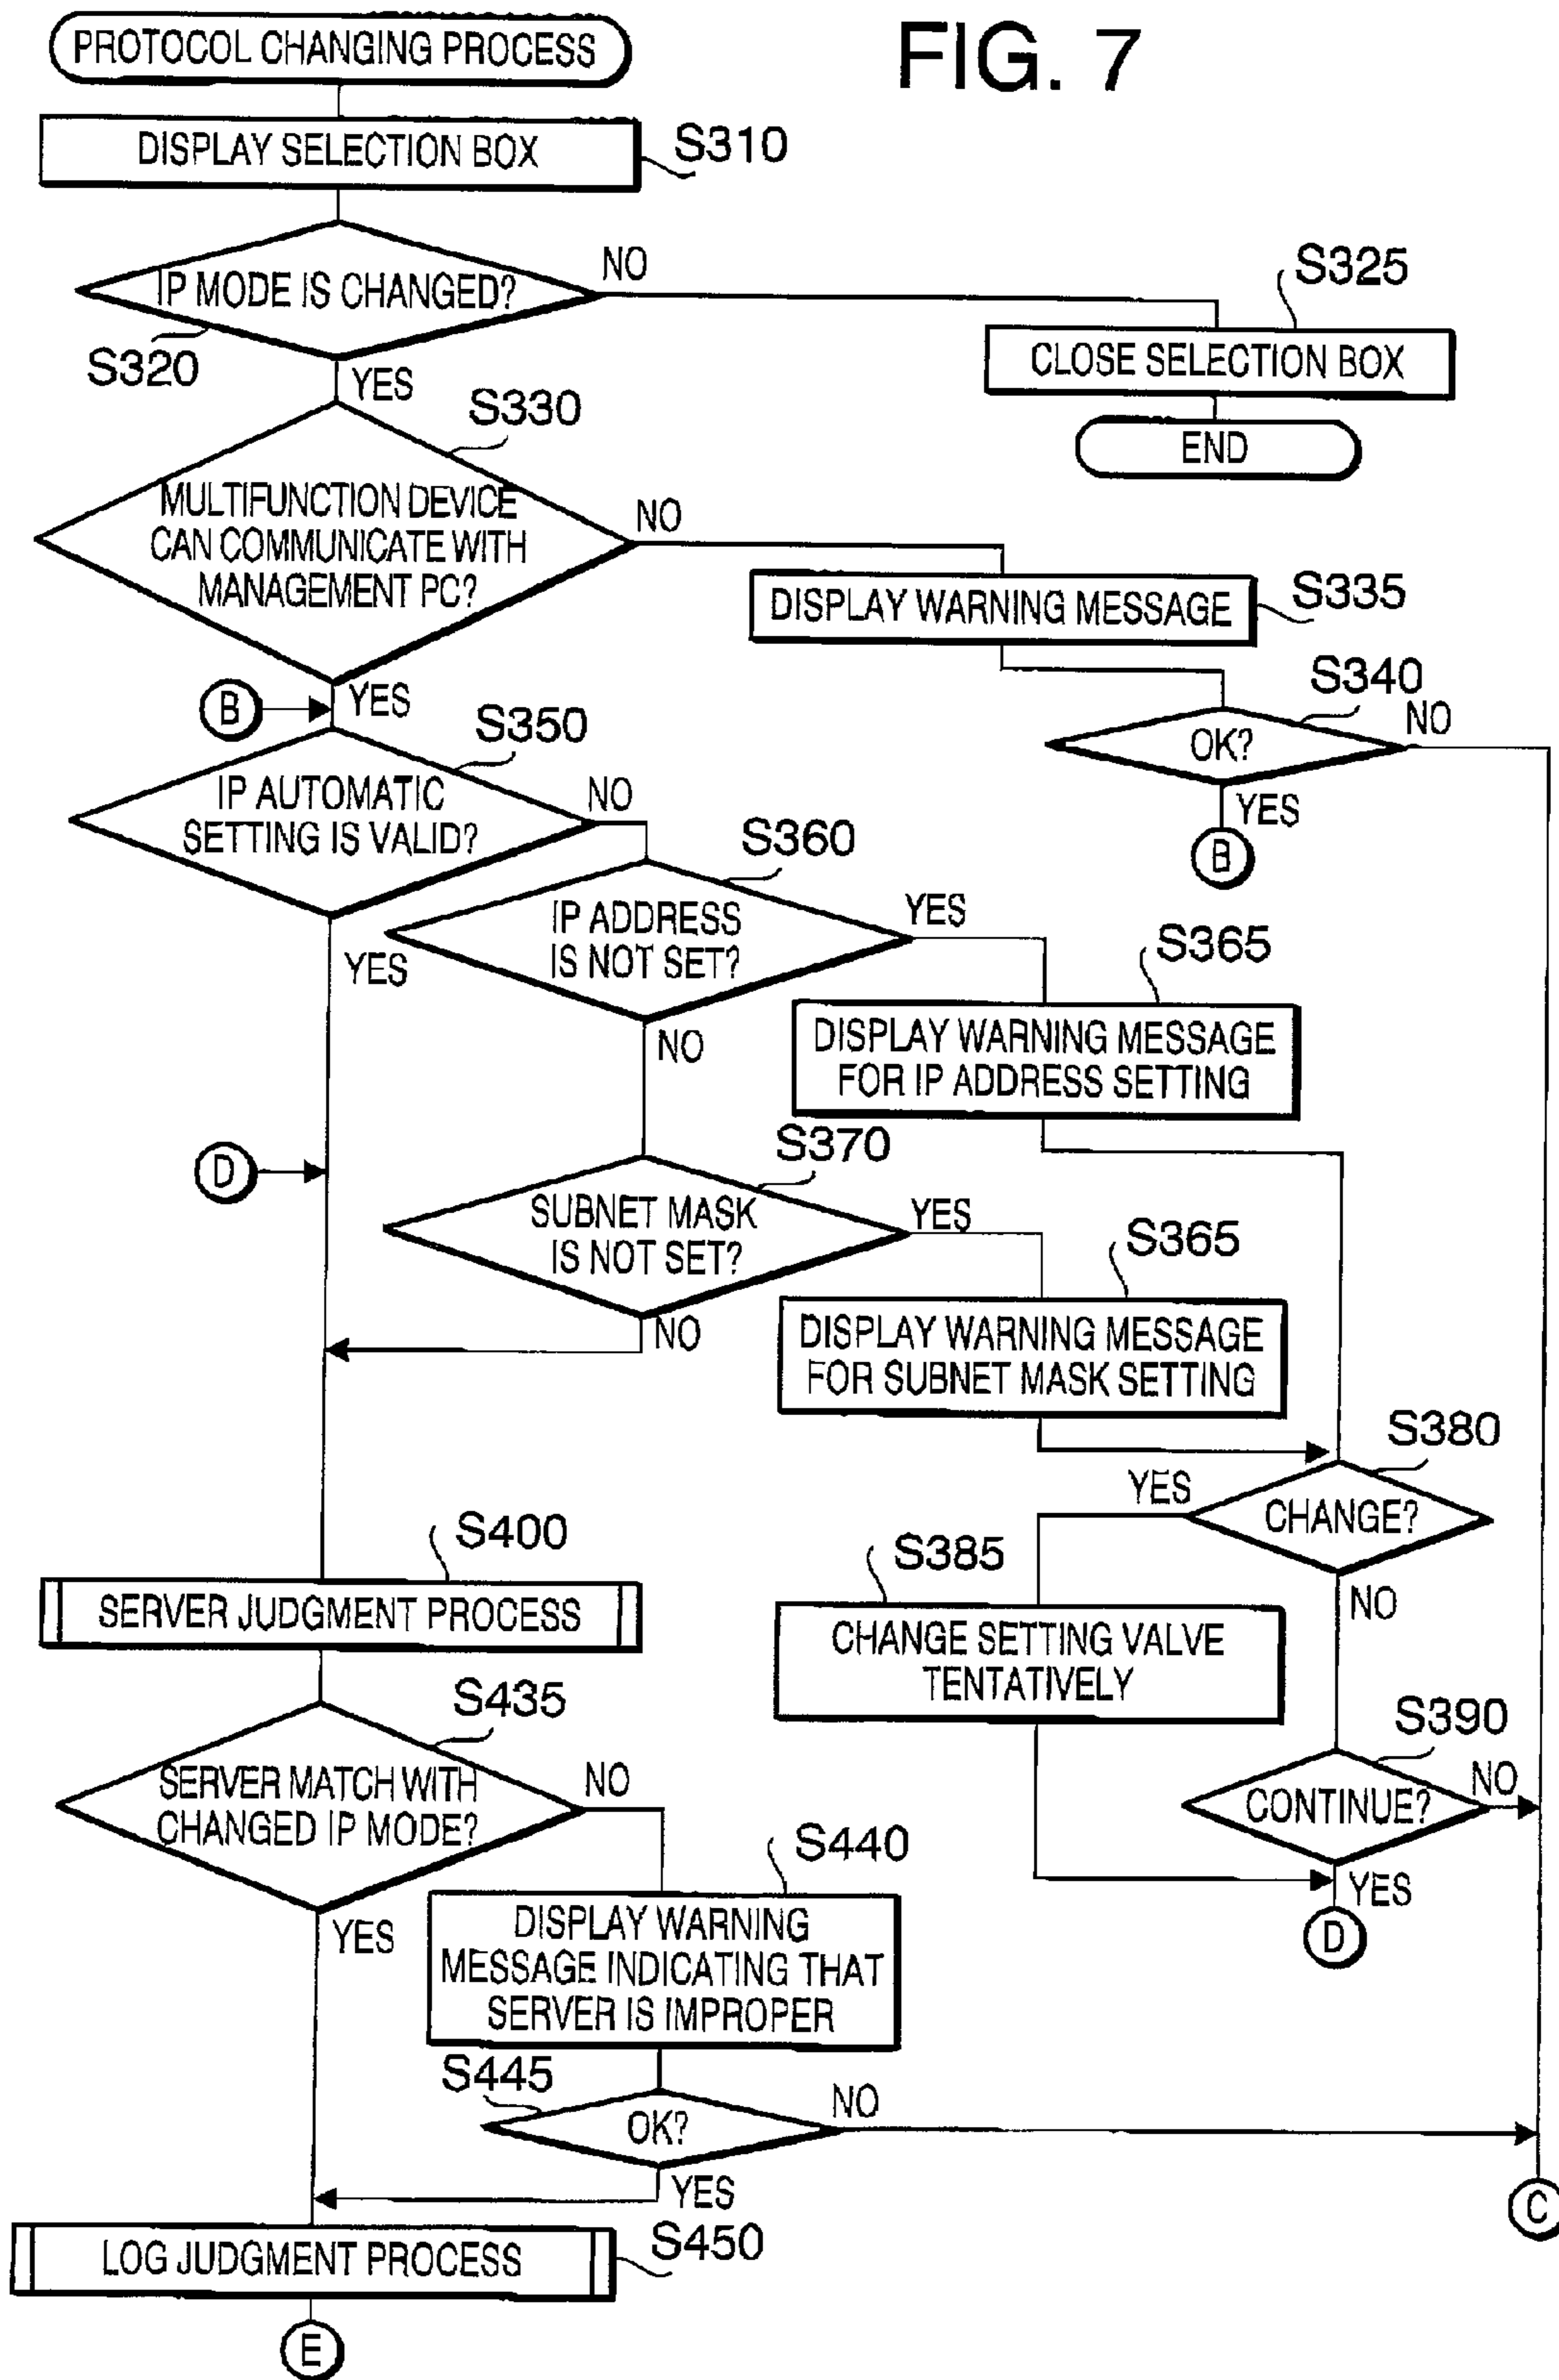 FIG. 7
PROTOCOL CHANGING PROCESS
DISPLAY SELECTION BOX
S310
IP MODE IS CHANGED?
NO
S320
YES
S325
CLOSE SELECTION BOX
END
S330
MULTIFUNCTION DEVICE
CAN COMMUNICATE WITH
MANAGEMENT PC?
NO
DISPLAY WARNING MESSAGE
S335
S340
OK?
NO
YES
B
B
YES
S350
IP AUTOMATIC
SETTING IS VALID?
NO
YES
S360
IP ADDRESS
IS NOT SET?
YES
NO
S365
DISPLAY WARNING MESSAGE
FOR IP ADDRESS SETTING
D
S370
SUBNET MASK
IS NOT SET?
YES
NO
S365
DISPLAY WARNING MESSAGE
FOR SUBNET MASK SETTING
S380
CHANGE?
YES
NO
S385
CHANGE SETTING VALVE
TENTATIVELY
S390
CONTINUE?
NO
YES
D
S400
SERVER JUDGMENT PROCESS
S435
SERVER MATCH WITH
CHANGED IP MODE?
NO
YES
S440
DISPLAY WARNING
MESSAGE INDICATING THAT
SERVER IS IMPROPER
S445
OK?
NO
YES
C
LOG JUDGMENT PROCESS
S450
E